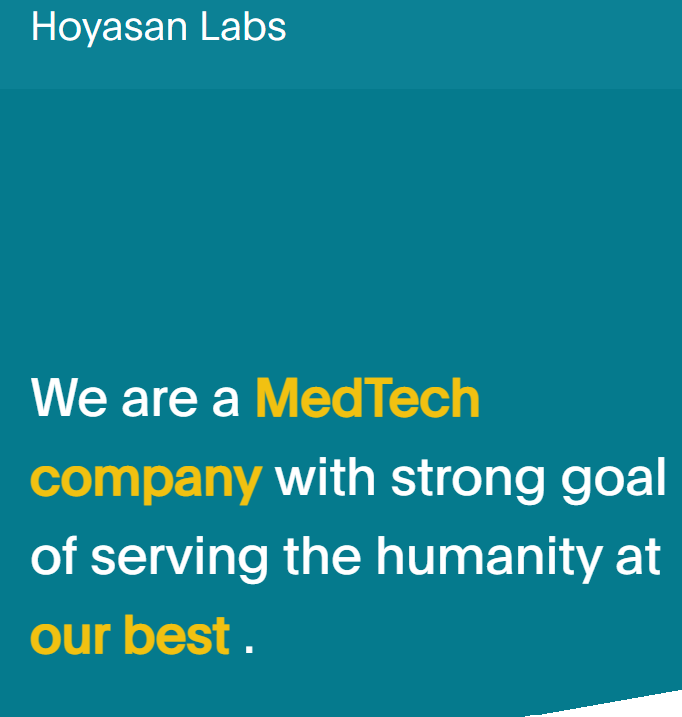 Hoyasan Labs
We are a MedTech
company with strong goal
of serving the humanity at
our best .